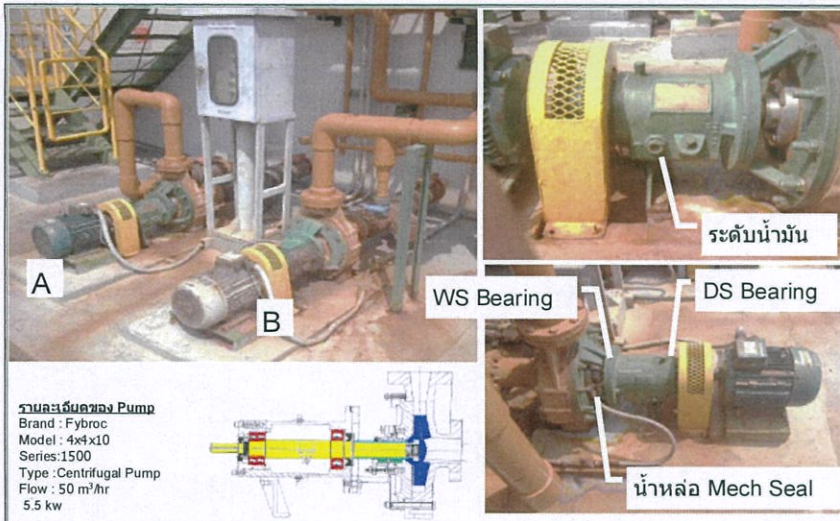 A
B
ระดับน้ำมัน
WS Bearing
DS Bearing
น้ำหล่อ Mech Seal
รายละเอียดของ Pump
Brand : Fybroc
Model : 4x4x10
Series:1500
Type :Centrifugal Pump
Flow : 50 m³/hr
5.5 kw